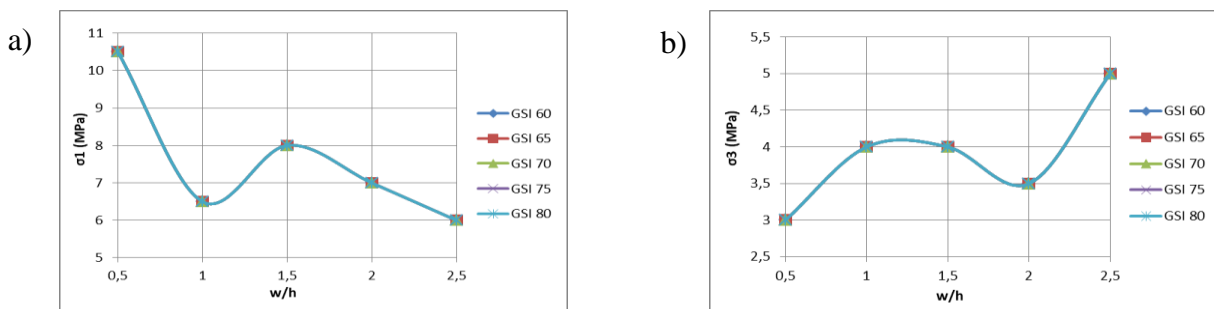 a)
σ1 (MPa)
11
10
9
8
7
6
5
0,5 1 1,5 2 2,5
w/h
GSI 60
GSI 65
GSI 70
GSI 75
GSI 80
b)
σ3 (MPa)
5,5
5
4,5
4
3,5
3
2,5
0,5 1 1,5 2 2,5
w/h
GSI 60
GSI 65
GSI 70
GSI 75
GSI 80